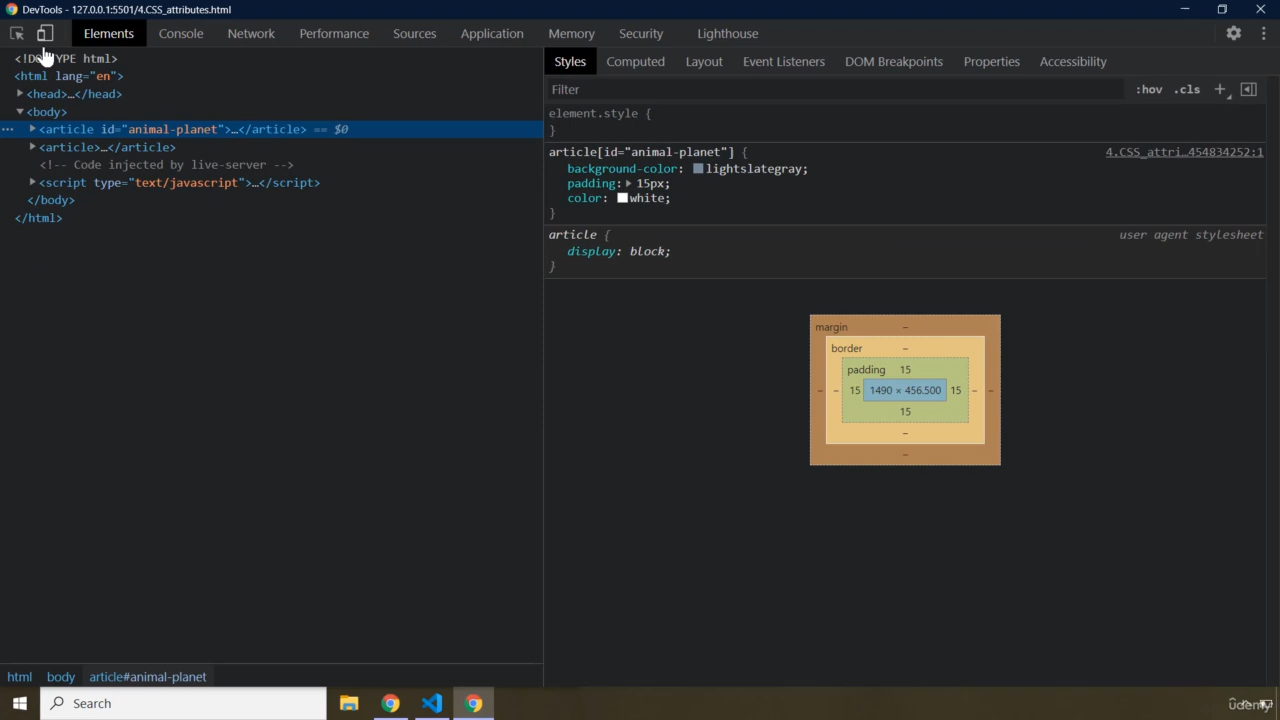 DevTools - 127.0.0.1:5501/4.CSS_attributes.html
Elements Console Network Performance Sources Application Memory Security Lighthouse
<!DOCTYPE html>
<html lang="en">
<head>…</head>
<body>
<article id="animal-planet">…</article> == $0
<article>…</article>
<!-- Code injected by live-server -->
<script type="text/javascript">…</script>
</body>
</html>
html body article#animal-planet
Styles Computed Layout Event Listeners DOM Breakpoints Properties Accessibility
Filter :hov .cls +
element.style {
}
article[id="animal-planet"] { 4.CSS_attri…454834252:1
background-color: lightslategray;
padding: 15px;
color: white;
}
article { user agent stylesheet
display: block;
}
margin –
border –
padding 15
– – 15 1490 × 456.500 15 – –
15
–
–
Search
udemy